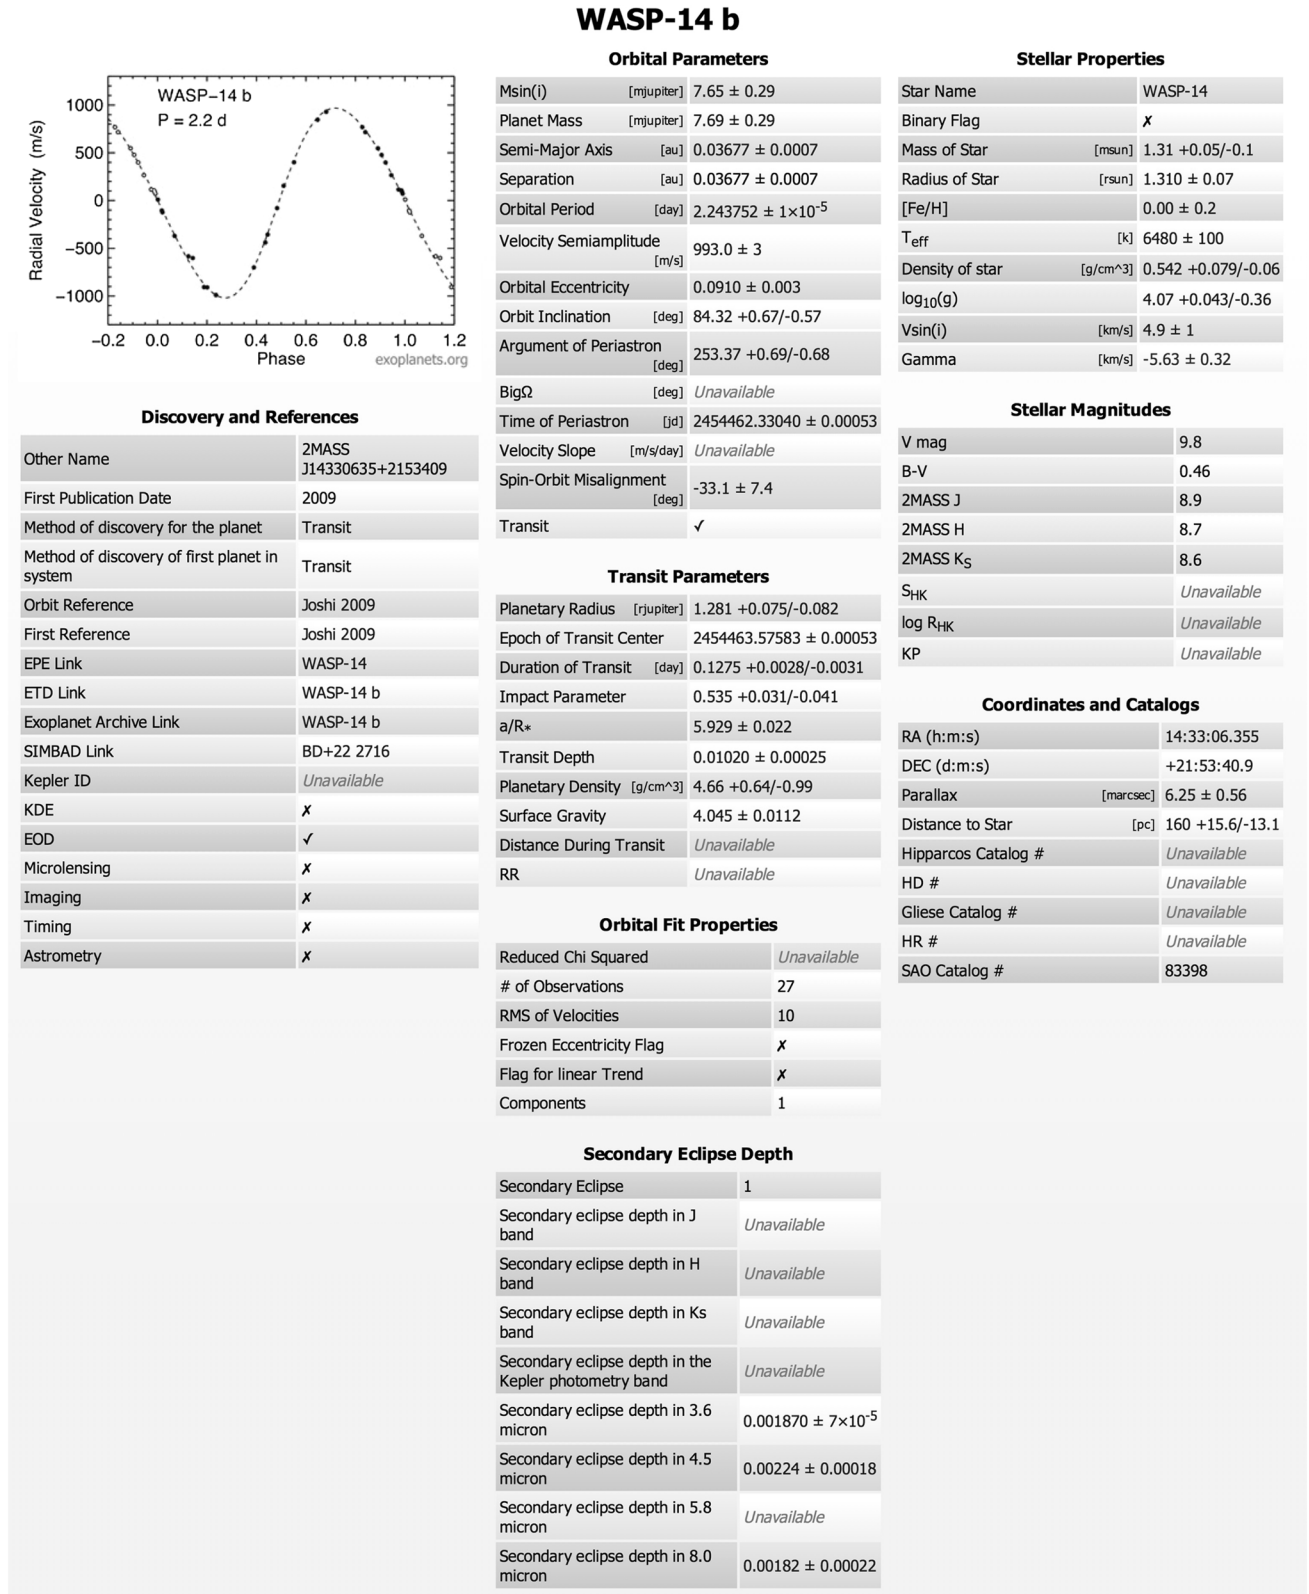 WASP-14 b
WASP−14 b
P = 2.2 d
Radial Velocity (m/s)
1000
500
0
−500
−1000
−0.2 0.0 0.2 0.4 0.6 0.8 1.0 1.2
Phase
exoplanets.org
Discovery and References
Other Name 2MASS
J14330635+2153409
First Publication Date 2009
Method of discovery for the planet Transit
Method of discovery of first planet in
system Transit
Orbit Reference Joshi 2009
First Reference Joshi 2009
EPE Link WASP-14
ETD Link WASP-14 b
Exoplanet Archive Link WASP-14 b
SIMBAD Link BD+22 2716
Kepler ID Unavailable
KDE ✗
EOD ✓
Microlensing ✗
Imaging ✗
Timing ✗
Astrometry ✗
Orbital Parameters
Msin(i) [mjupiter] 7.65 ± 0.29
Planet Mass [mjupiter] 7.69 ± 0.29
Semi-Major Axis [au] 0.03677 ± 0.0007
Separation [au] 0.03677 ± 0.0007
Orbital Period [day] 2.243752 ± 1×10⁻⁵
Velocity Semiamplitude
[m/s] 993.0 ± 3
Orbital Eccentricity 0.0910 ± 0.003
Orbit Inclination [deg] 84.32 +0.67/-0.57
Argument of Periastron
[deg] 253.37 +0.69/-0.68
BigΩ [deg] Unavailable
Time of Periastron [jd] 2454462.33040 ± 0.00053
Velocity Slope [m/s/day] Unavailable
Spin-Orbit Misalignment
[deg] -33.1 ± 7.4
Transit ✓
Transit Parameters
Planetary Radius [rjupiter] 1.281 +0.075/-0.082
Epoch of Transit Center 2454463.57583 ± 0.00053
Duration of Transit [day] 0.1275 +0.0028/-0.0031
Impact Parameter 0.535 +0.031/-0.041
a/R* 5.929 ± 0.022
Transit Depth 0.01020 ± 0.00025
Planetary Density [g/cm^3] 4.66 +0.64/-0.99
Surface Gravity 4.045 ± 0.0112
Distance During Transit Unavailable
RR Unavailable
Orbital Fit Properties
Reduced Chi Squared Unavailable
# of Observations 27
RMS of Velocities 10
Frozen Eccentricity Flag ✗
Flag for linear Trend ✗
Components 1
Secondary Eclipse Depth
Secondary Eclipse 1
Secondary eclipse depth in J
band Unavailable
Secondary eclipse depth in H
band Unavailable
Secondary eclipse depth in Ks
band Unavailable
Secondary eclipse depth in the
Kepler photometry band Unavailable
Secondary eclipse depth in 3.6
micron 0.001870 ± 7×10⁻⁵
Secondary eclipse depth in 4.5
micron 0.00224 ± 0.00018
Secondary eclipse depth in 5.8
micron Unavailable
Secondary eclipse depth in 8.0
micron 0.00182 ± 0.00022
Stellar Properties
Star Name WASP-14
Binary Flag ✗
Mass of Star [msun] 1.31 +0.05/-0.1
Radius of Star [rsun] 1.310 ± 0.07
[Fe/H] 0.00 ± 0.2
Teff [k] 6480 ± 100
Density of star [g/cm^3] 0.542 +0.079/-0.06
log₁₀(g) 4.07 +0.043/-0.36
Vsin(i) [km/s] 4.9 ± 1
Gamma [km/s] -5.63 ± 0.32
Stellar Magnitudes
V mag 9.8
B-V 0.46
2MASS J 8.9
2MASS H 8.7
2MASS KS 8.6
SHK Unavailable
log RHK Unavailable
KP Unavailable
Coordinates and Catalogs
RA (h:m:s) 14:33:06.355
DEC (d:m:s) +21:53:40.9
Parallax [marcsec] 6.25 ± 0.56
Distance to Star [pc] 160 +15.6/-13.1
Hipparcos Catalog # Unavailable
HD # Unavailable
Gliese Catalog # Unavailable
HR # Unavailable
SAO Catalog # 83398